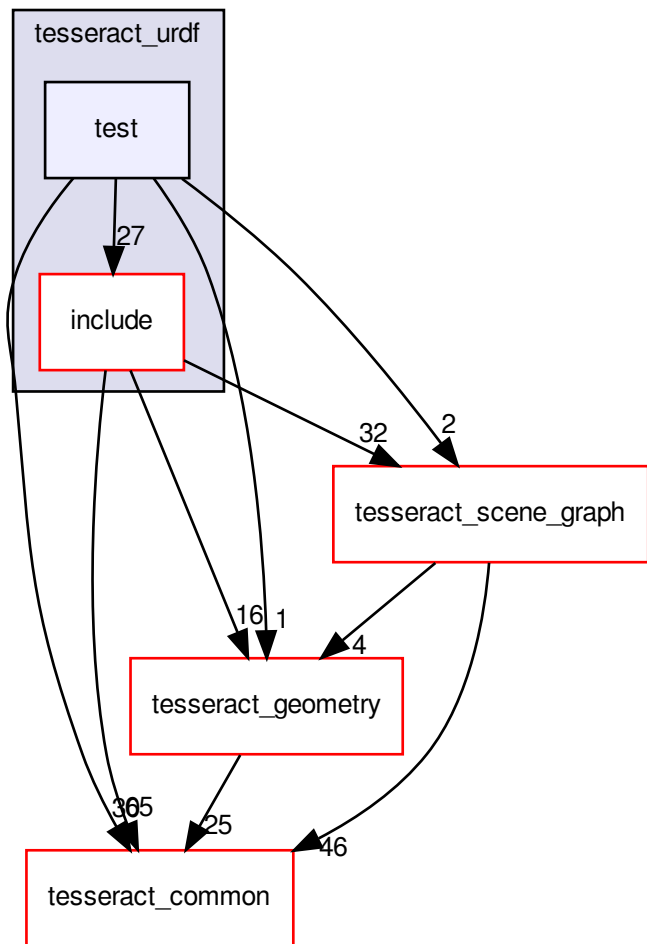 tesseract_urdf
test
27
include
32
2
tesseract_scene_graph
16
1
4
tesseract_geometry
25
46
tesseract_common